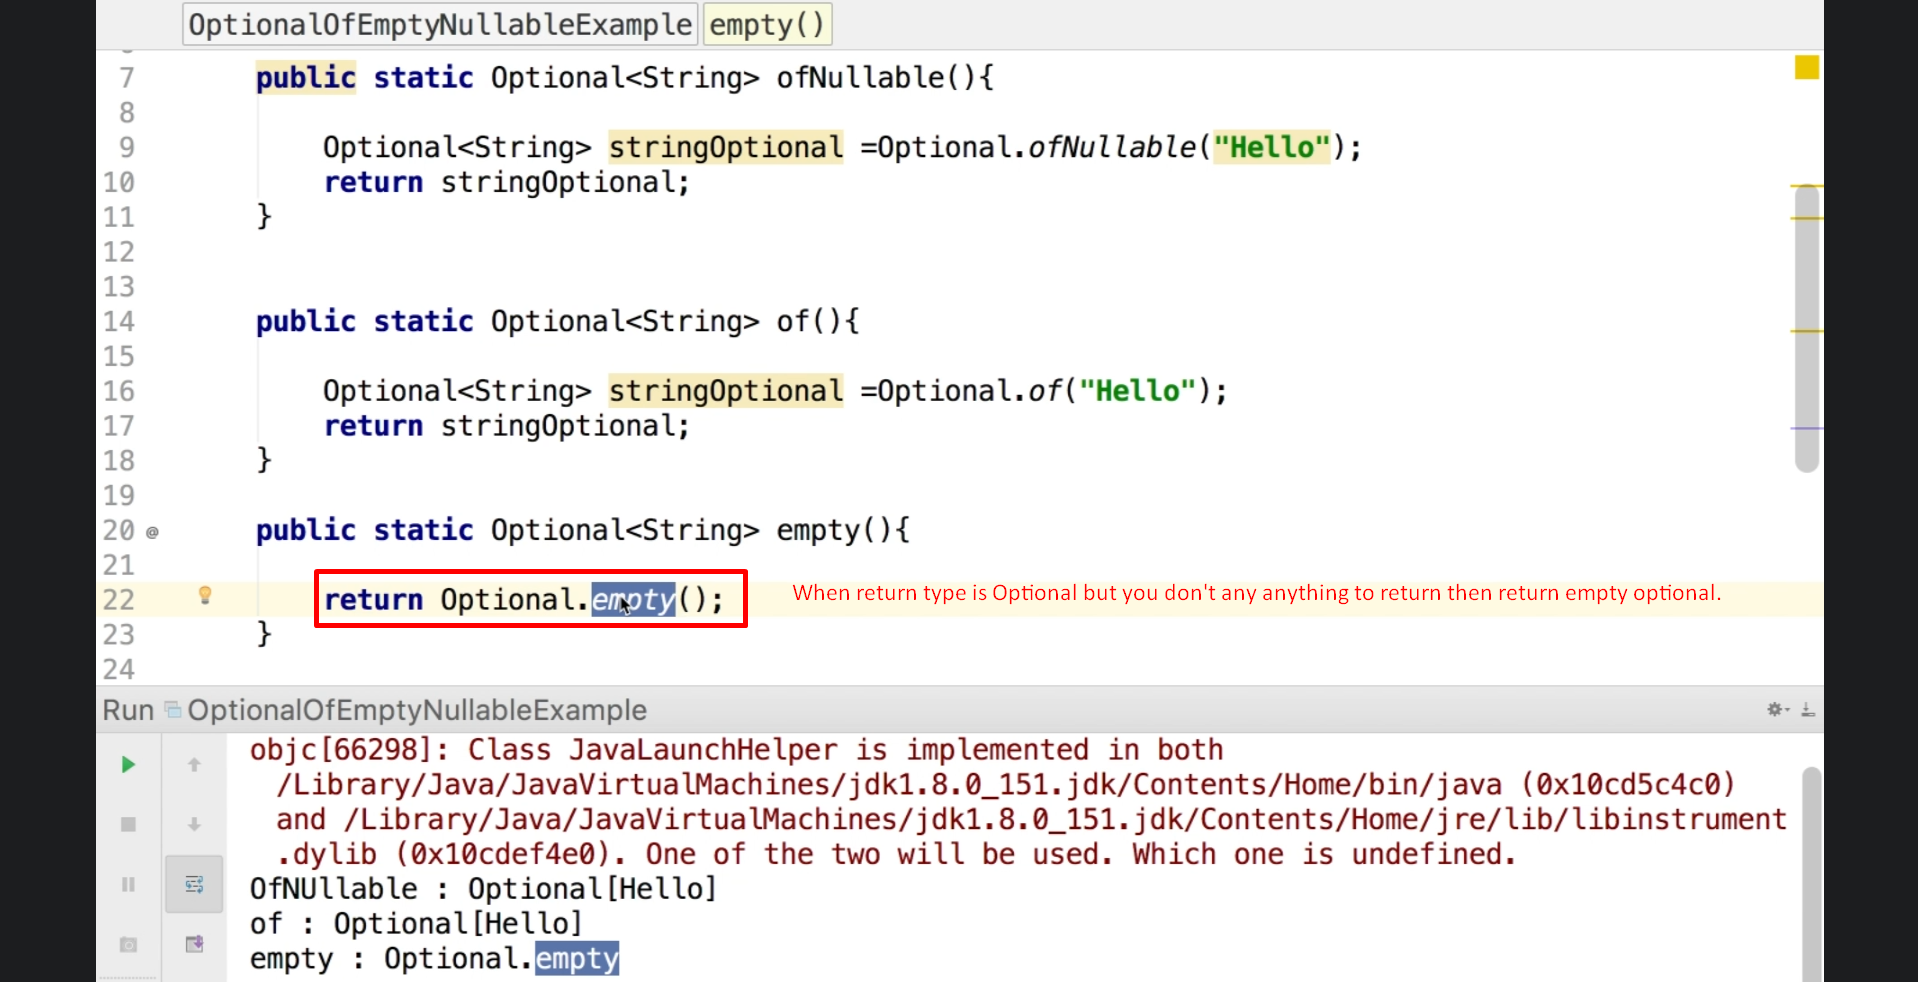 OptionalOfEmptyNullableExample empty()
7 public static Optional<String> ofNullable(){
8
9 Optional<String> stringOptional =Optional.ofNullable("Hello");
10 return stringOptional;
11 }
12
13
14 public static Optional<String> of(){
15
16 Optional<String> stringOptional =Optional.of("Hello");
17 return stringOptional;
18 }
19
20 @ public static Optional<String> empty(){
21
22 return Optional.empty(); When return type is Optional but you don't any anything to return then return empty optional.
23 }
24
Run OptionalOfEmptyNullableExample
objc[66298]: Class JavaLaunchHelper is implemented in both
/Library/Java/JavaVirtualMachines/jdk1.8.0_151.jdk/Contents/Home/bin/java (0x10cd5c4c0)
and /Library/Java/JavaVirtualMachines/jdk1.8.0_151.jdk/Contents/Home/jre/lib/libinstrument
.dylib (0x10cdef4e0). One of the two will be used. Which one is undefined.
OfNUllable : Optional[Hello]
of : Optional[Hello]
empty : Optional.empty